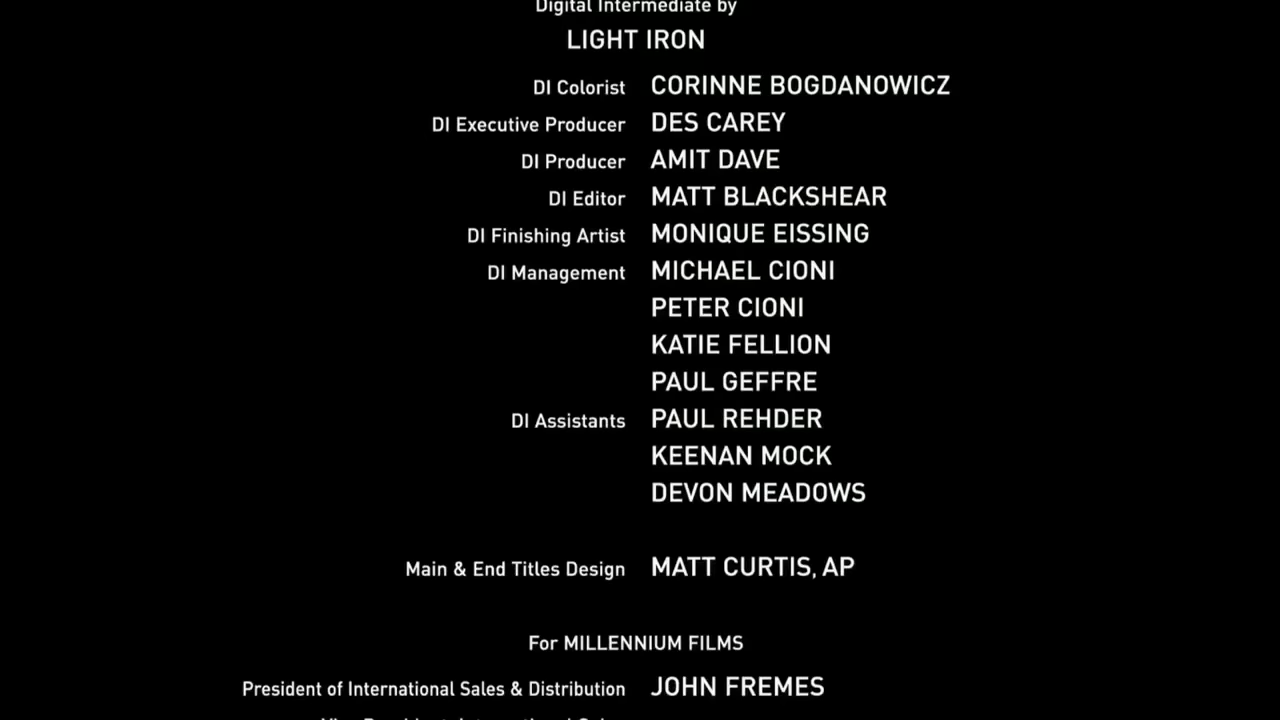 Digital Intermediate by
LIGHT IRON
DI Colorist CORINNE BOGDANOWICZ
DI Executive Producer DES CAREY
DI Producer AMIT DAVE
DI Editor MATT BLACKSHEAR
DI Finishing Artist MONIQUE EISSING
DI Management MICHAEL CIONI
PETER CIONI
KATIE FELLION
PAUL GEFFRE
DI Assistants PAUL REHDER
KEENAN MOCK
DEVON MEADOWS
Main & End Titles Design MATT CURTIS, AP
For MILLENNIUM FILMS
President of International Sales & Distribution JOHN FREMES